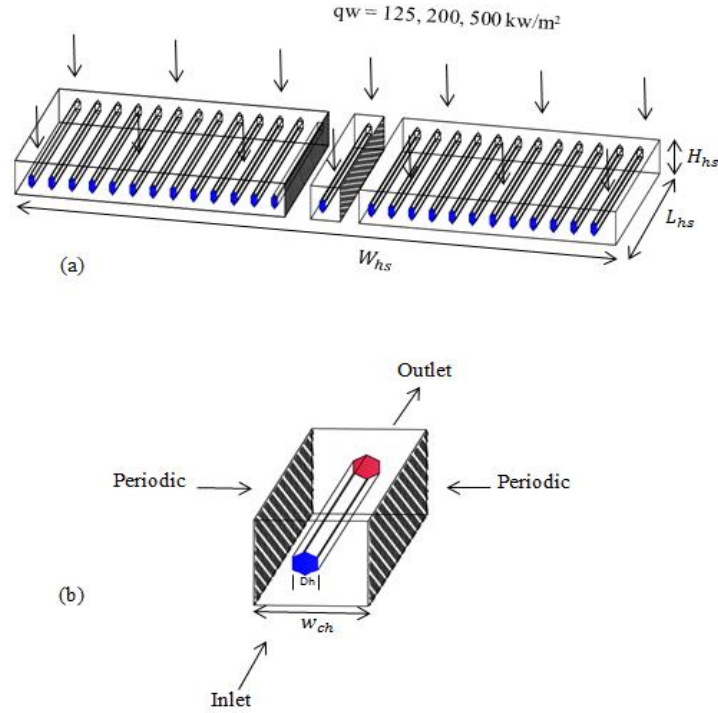 qw = 125, 200, 500 kw/m²
H_hs
L_hs
W_hs
(a)
Outlet
Periodic
Periodic
Dh
(b)
w_ch
Inlet